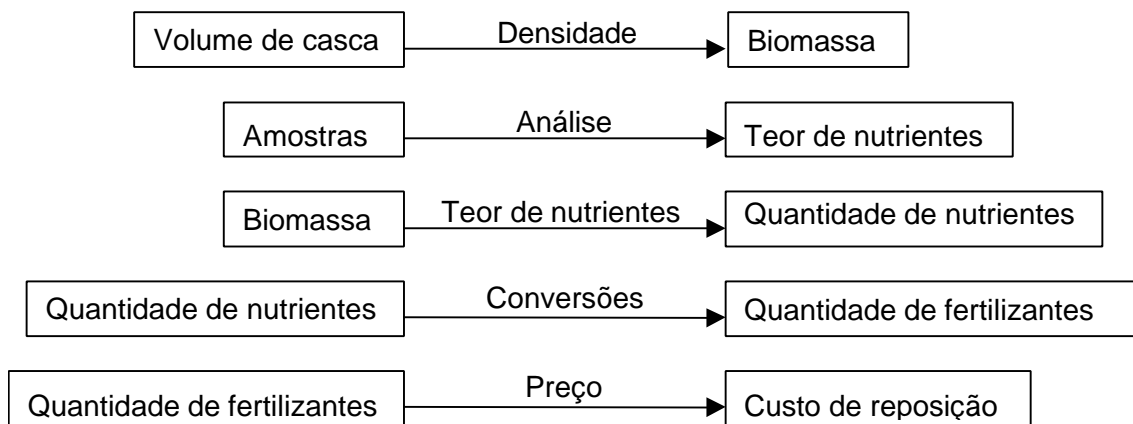 Volume de casca Densidade Biomassa
Amostras Análise Teor de nutrientes
Biomassa Teor de nutrientes Quantidade de nutrientes
Quantidade de nutrientes Conversões Quantidade de fertilizantes
Quantidade de fertilizantes Preço Custo de reposição